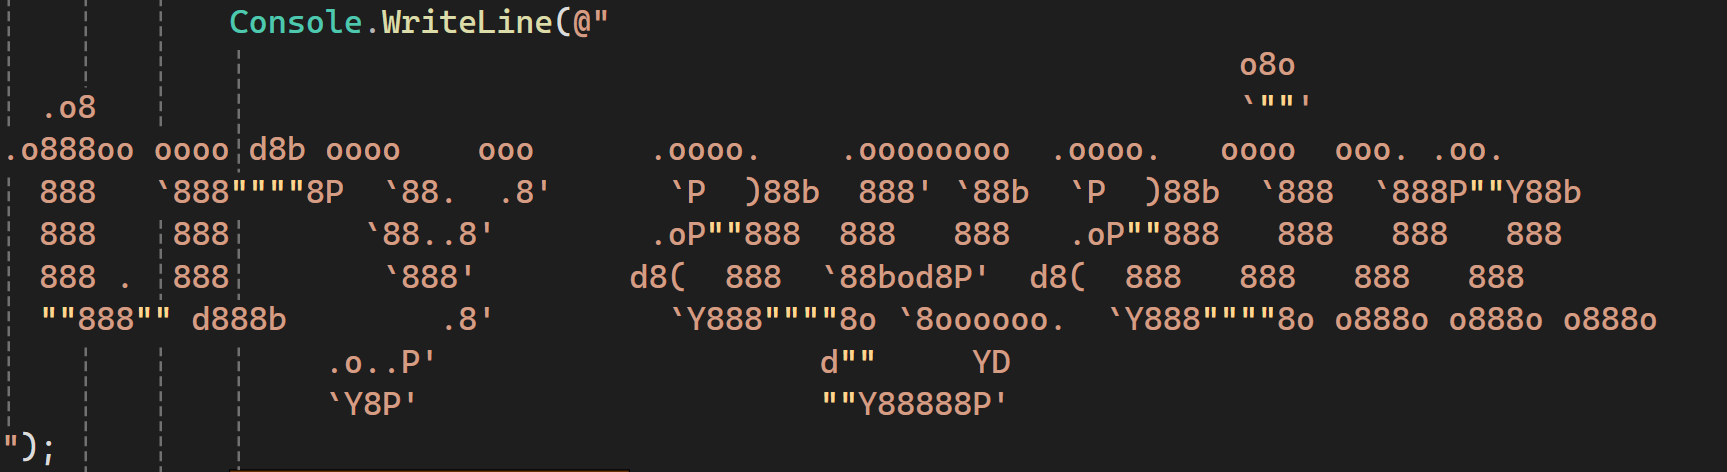 Console.WriteLine(@"
                                                                 o8o
  .o8                                                            `""'
.o888oo oooo d8b oooo    ooo      .oooo.    .oooooooo  .oooo.   oooo  ooo. .oo.
  888   `888""""8P  `88.  .8'      `P  )88b  888' `88b  `P  )88b  `888  `888P""Y88b
  888    888       `88..8'        .oP""888  888   888   .oP""888   888   888   888
  888 .  888        `888'        d8(  888  `88bod8P'  d8(  888   888   888   888
  ""888"" d888b        .8'         `Y888""""8o `8oooooo.  `Y888""""8o o888o o888o o888o
                 .o..P'                    d""     YD
                 `Y8P'                     ""Y88888P'
");